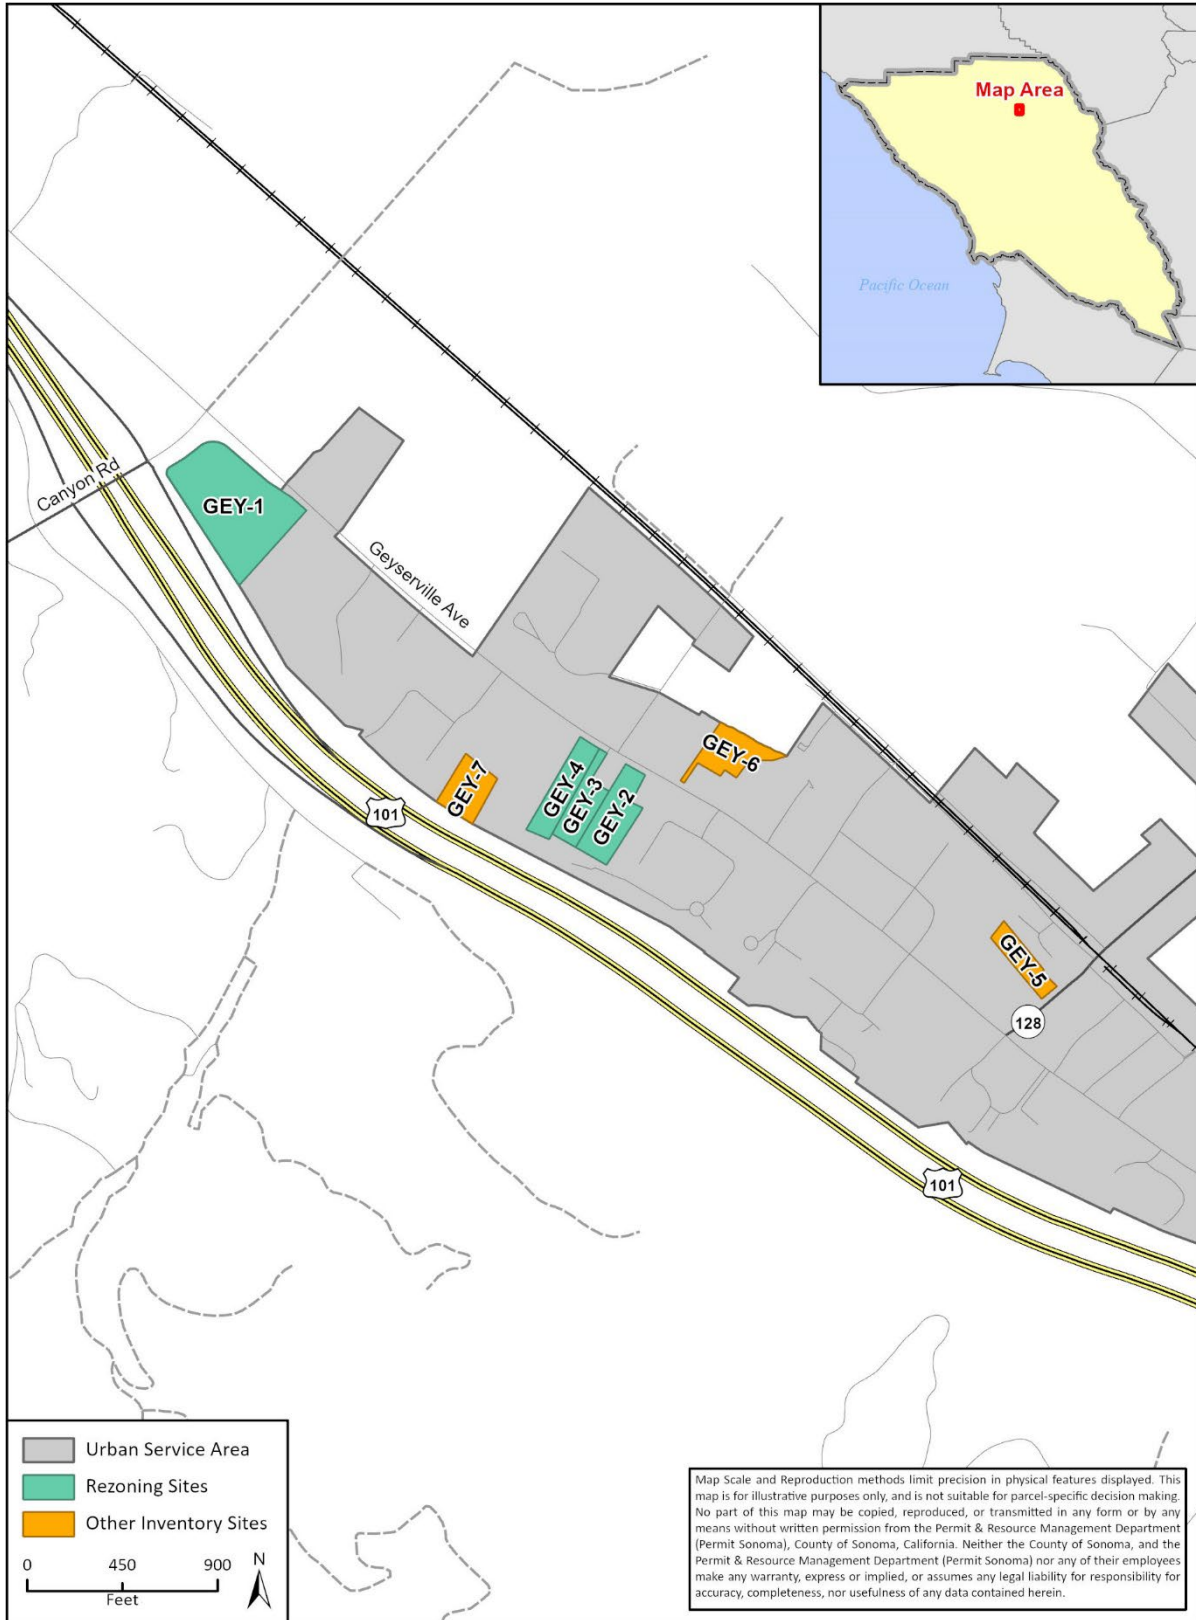 Map Area
Pacific Ocean
Canyon Rd
GEY-1
Geyserville Ave
GEY-6
GEY-7
GEY-4
GEY-3
GEY-2
101
GEY-5
128
101
Urban Service Area
Rezoning Sites
Other Inventory Sites
0 450 900
Feet
N
Map Scale and Reproduction methods limit precision in physical features displayed. This
map is for illustrative purposes only, and is not suitable for parcel-specific decision making.
No part of this map may be copied, reproduced, or transmitted in any form or by any
means without written permission from the Permit & Resource Management Department
(Permit Sonoma), County of Sonoma, California. Neither the County of Sonoma, and the
Permit & Resource Management Department (Permit Sonoma) nor any of their employees
make any warranty, express or implied, or assumes any legal liability for responsibility for
accuracy, completeness, nor usefulness of any data contained herein.